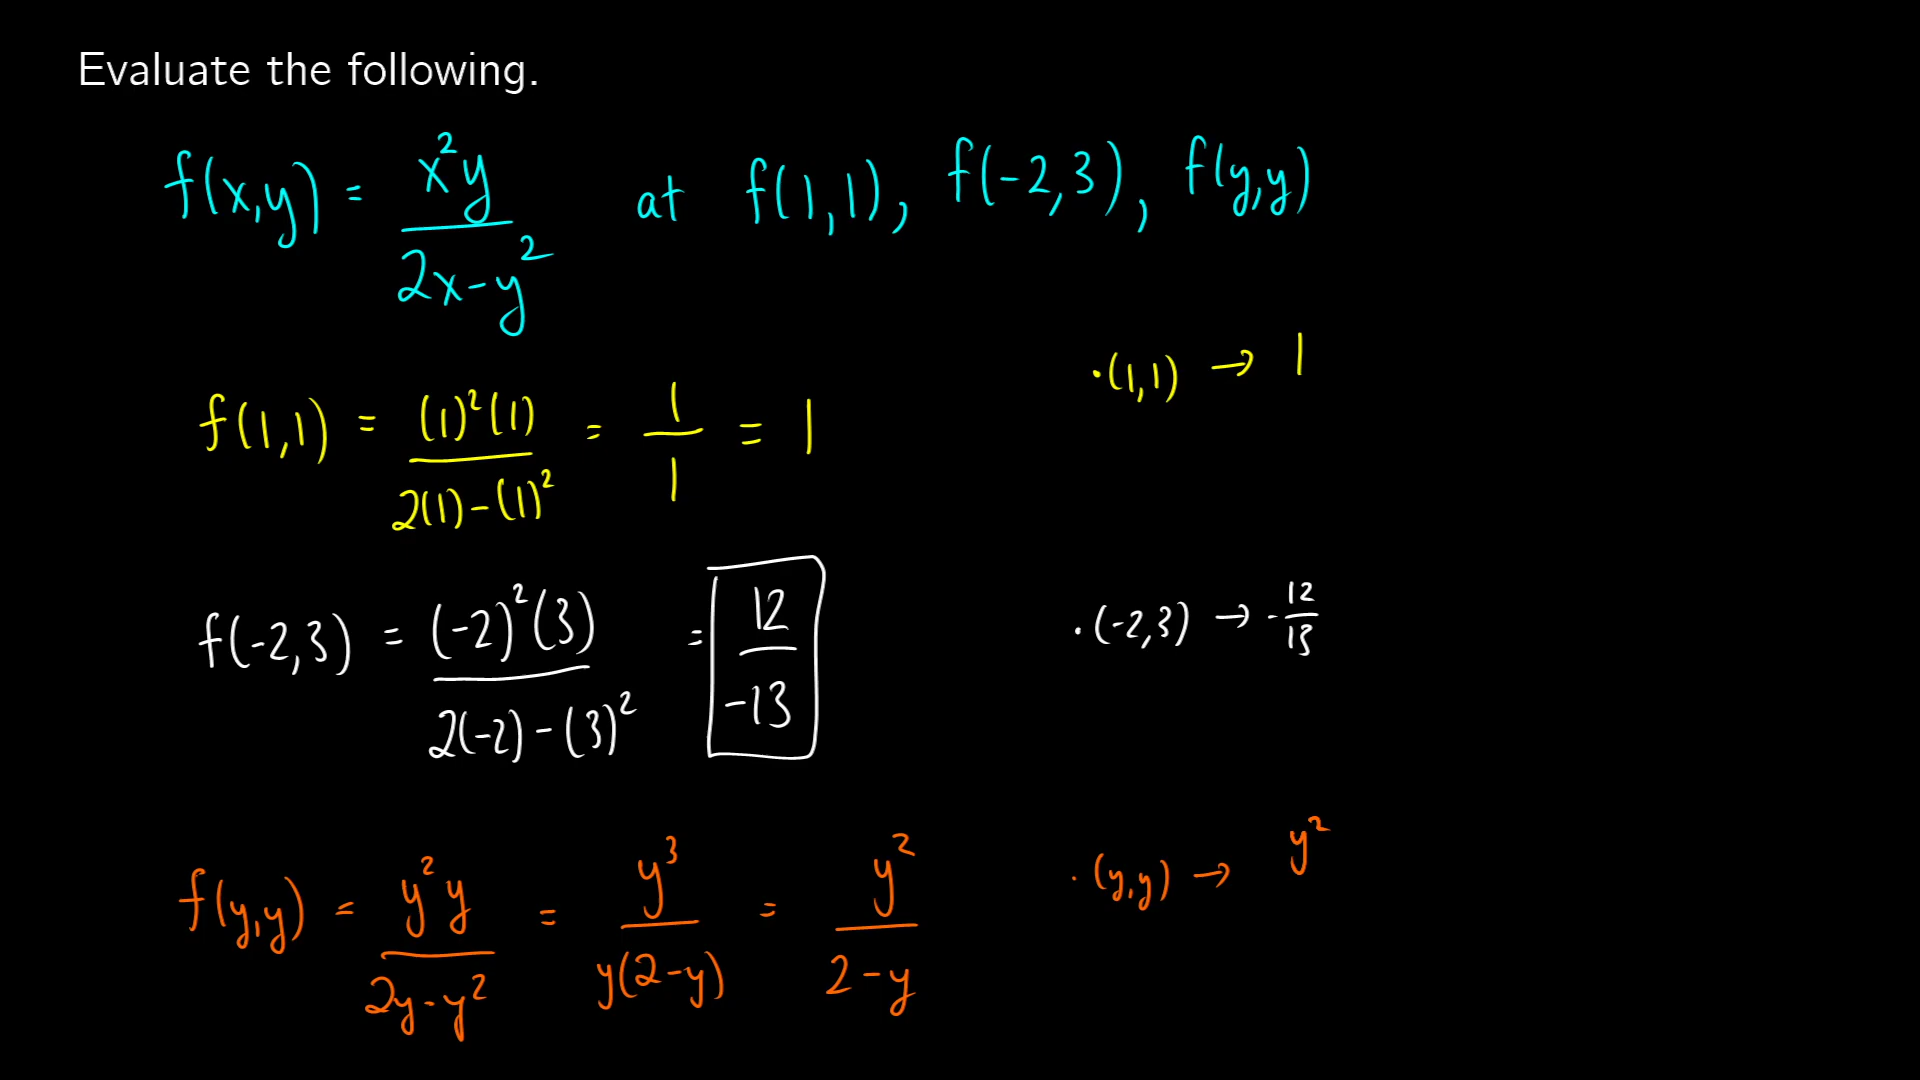 Evaluate the following.
f(x,y) = x²y / 2x-y² at f(1,1), f(-2,3), f(y,y)
f(1,1) = (1)²(1) / 2(1)-(1)² = 1/1 = 1
·(1,1) → 1
f(-2,3) = (-2)²(3) / 2(-2)-(3)² = 12/-13
·(-2,3) → -12/13
f(y,y) = y²y / 2y-y² = y³ / y(2-y) = y² / 2-y
·(y,y) → y²